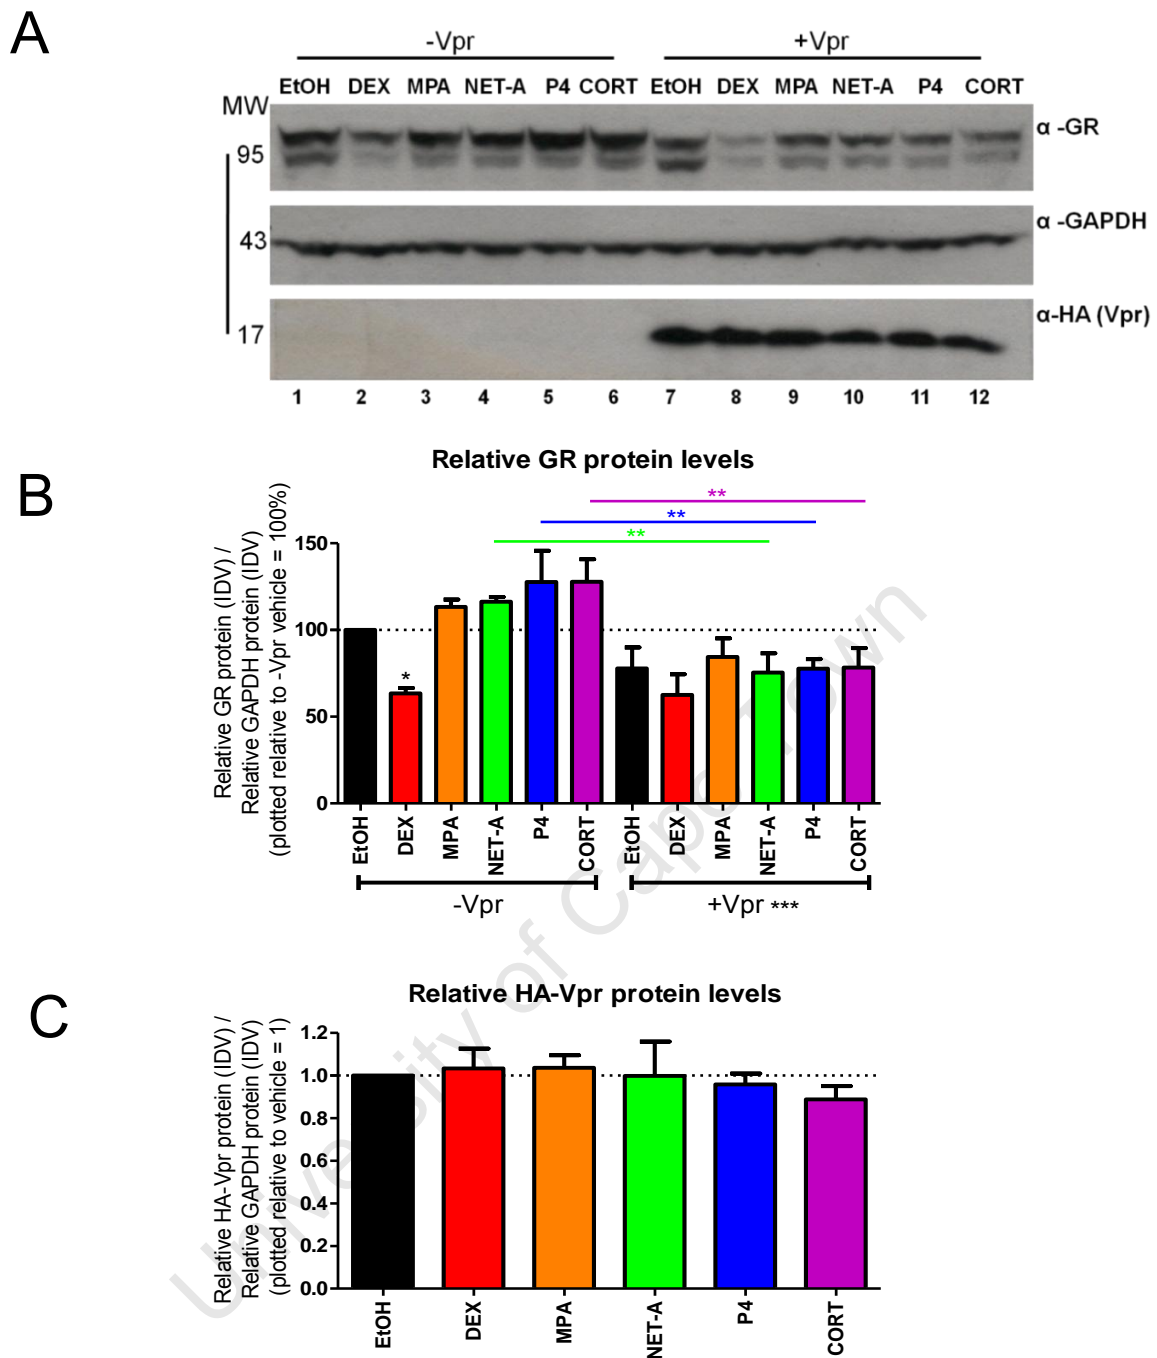 A
-Vpr +Vpr
EtOH DEX MPA NET-A P4 CORT EtOH DEX MPA NET-A P4 CORT
MW
α -GR
95
α -GAPDH
43
α-HA (Vpr)
17
1 2 3 4 5 6 7 8 9 10 11 12
B
Relative GR protein levels
**
**
**
Relative GR protein (IDV) /
Relative GAPDH protein (IDV)
(plotted relative to -Vpr vehicle = 100%)
150
100
50
0
*
EtOH DEX MPA NET-A P4 CORT EtOH DEX MPA NET-A P4 CORT
-Vpr +Vpr ***
C
Relative HA-Vpr protein levels
Relative HA-Vpr protein (IDV) /
Relative GAPDH protein (IDV)
(plotted relative to vehicle = 1)
1.2
1.0
0.8
0.6
0.4
0.2
0.0
EtOH DEX MPA NET-A P4 CORT
University of Cape Town